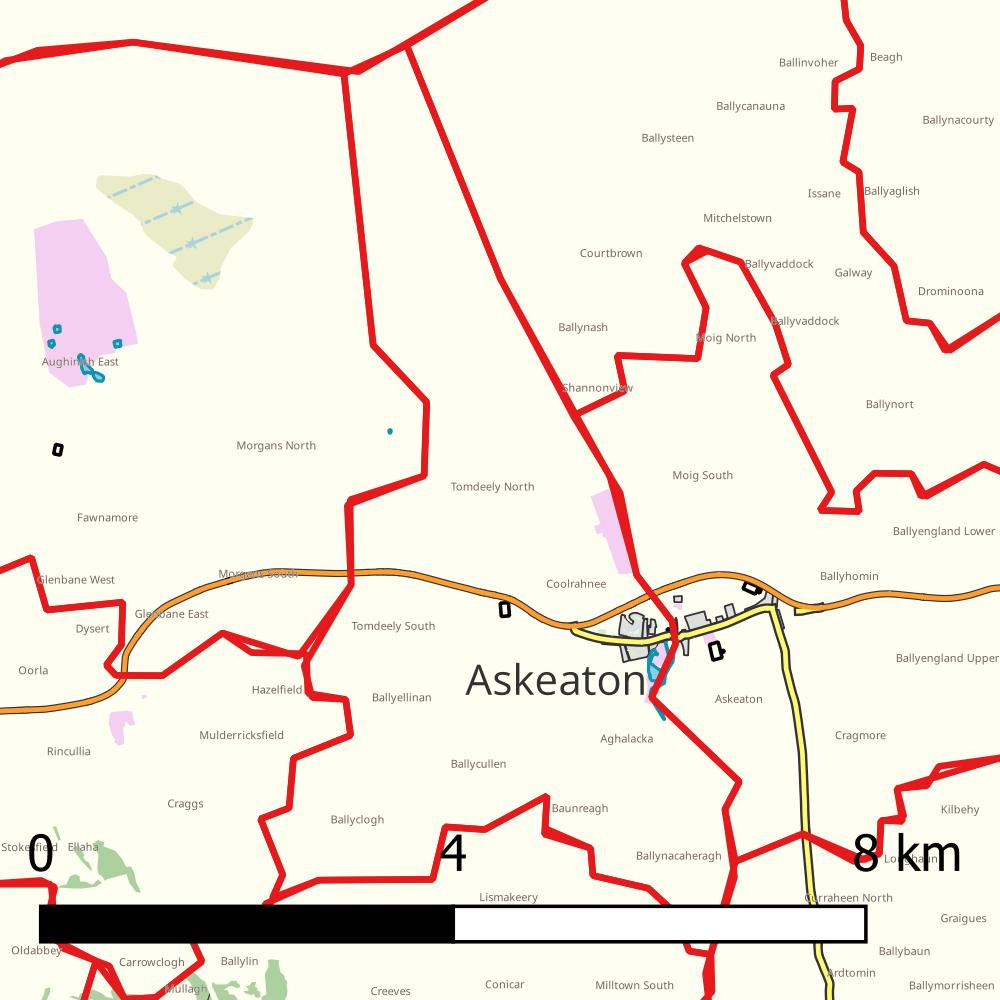 Beagh
Ballinvoher
Ballycanauna
Ballynacourty
Ballysteen
Issane
Ballyaglish
Mitchelstown
Courtbrown
Ballyvaddock
Galway
Drominoona
Ballynash
Ballyvaddock
Moig North
Aughinish East
Shannonview
Ballynort
Morgans North
Moig South
Tomdeely North
Fawnamore
Ballyengland Lower
Morgans South
Glenbane West
Coolrahnee
Ballyhomin
Glenbane East
Dysert
Tomdeely South
Oorla
Ballyengland Upper
Askeaton
Hazelfield
Ballyellinan
Askeaton
Mulderricksfield
Aghalacka
Cragmore
Rincullia
Ballycullen
Craggs
Baunreagh
Kilbehy
Ballyclogh
Stokesfield
Ellaha
0
4
8 km
Ballynacaheragh
Lismakeery
Curraheen North
Graigues
Oldabbey
Ballybaun
Carrowclogh
Ballylin
Ardtomin
Mullagh
Creeves
Conicar
Milltown South
Ballymorrisheen